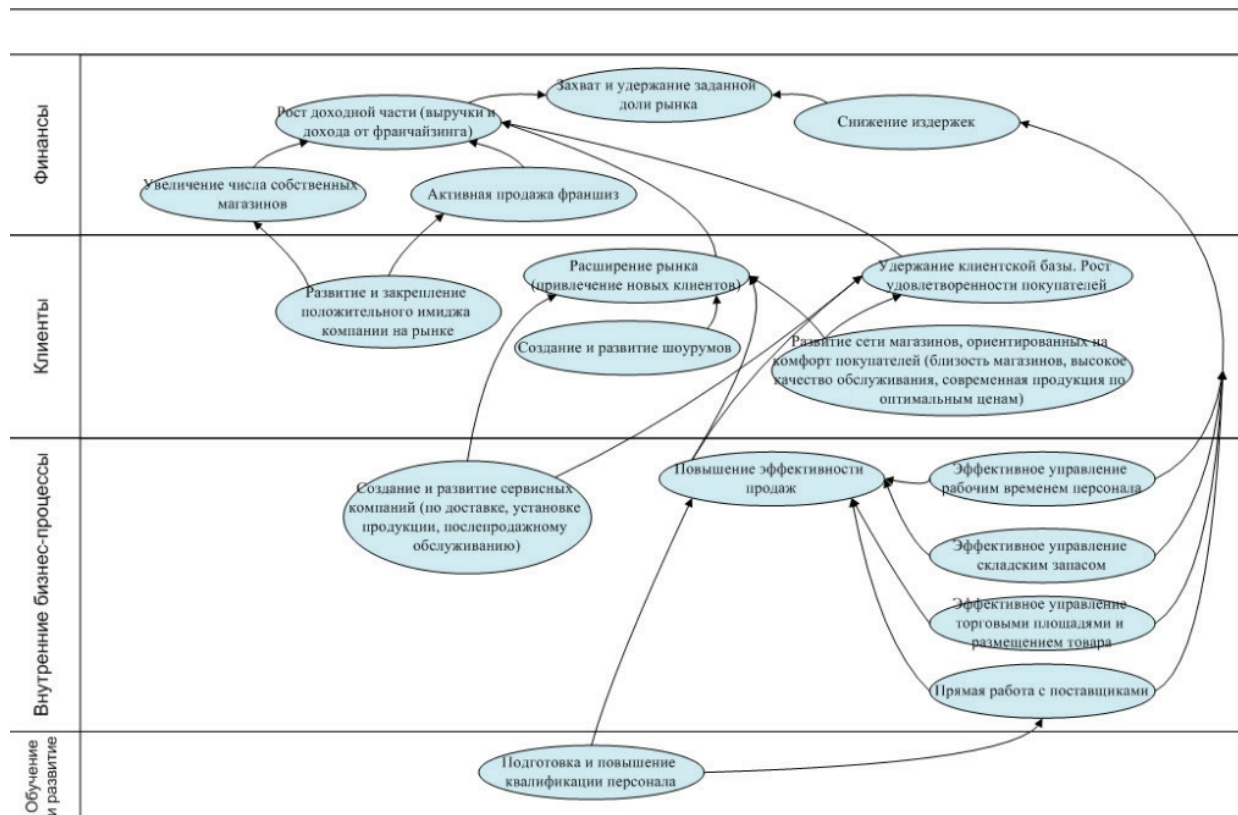 Финансы
Захват и удержание заданной
доли рынка
Рост доходной части (выручки и
дохода от франчайзинга)
Снижение издержек
Увеличение числа собственных
магазинов
Активная продажа франшиз
Клиенты
Расширение рынка
(привлечение новых клиентов)
Удержание клиентской базы. Рост
удовлетворенности покупателей
Развитие и закрепление
положительного имиджа
компании на рынке
Создание и развитие шоурумов
Развитие сети магазинов, ориентированных на
комфорт покупателей (близость магазинов, высокое
качество обслуживания, современная продукция по
оптимальным ценам)
Внутренние бизнес-процессы
Создание и развитие сервисных
компаний (по доставке, установке
продукции, послепродажному
обслуживанию)
Повышение эффективности
продаж
Эффективное управление
рабочим временем персонала
Эффективное управление
складским запасом
Эффективное управление
торговыми площадями и
размещением товара
Прямая работа с поставщиками
Обучение
и развитие
Подготовка и повышение
квалификации персонала